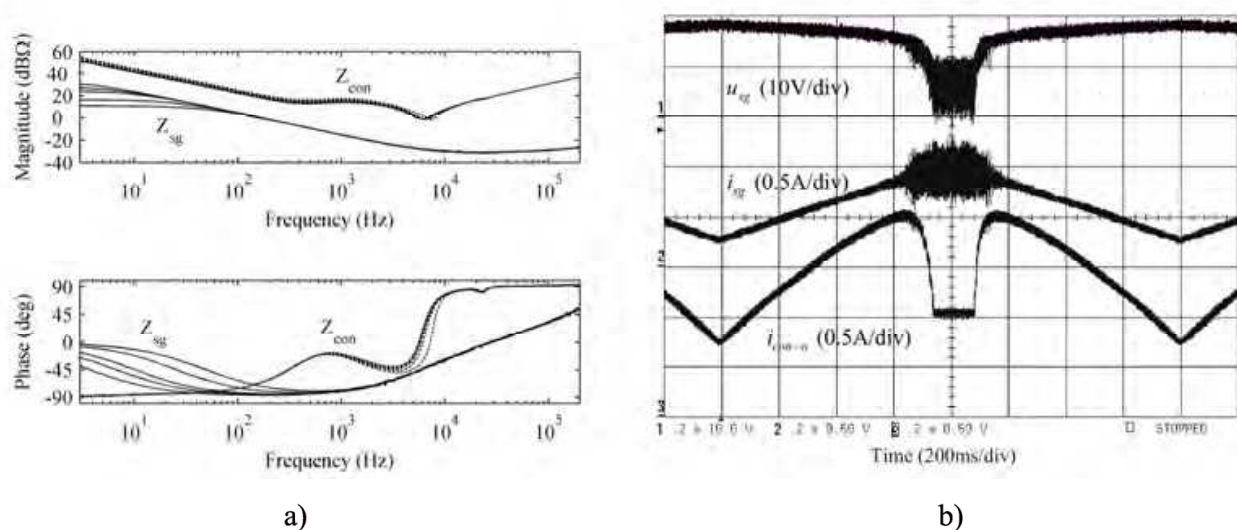 60
40
20
0
-20
-40
Magnitude (dBΩ)
Z_con
Z_sg
10^1 10^2 10^3 10^4 10^5
Frequency (Hz)
90
45
0
-45
-90
Phase (deg)
Z_sg
Z_con
10^1 10^2 10^3 10^4 10^5
Frequency (Hz)
a)
u_sg (10V/div)
i_sg (0.5A/div)
i_con-o (0.5A/div)
1
2
3
STOPPED
Time (200ms/div)
b)